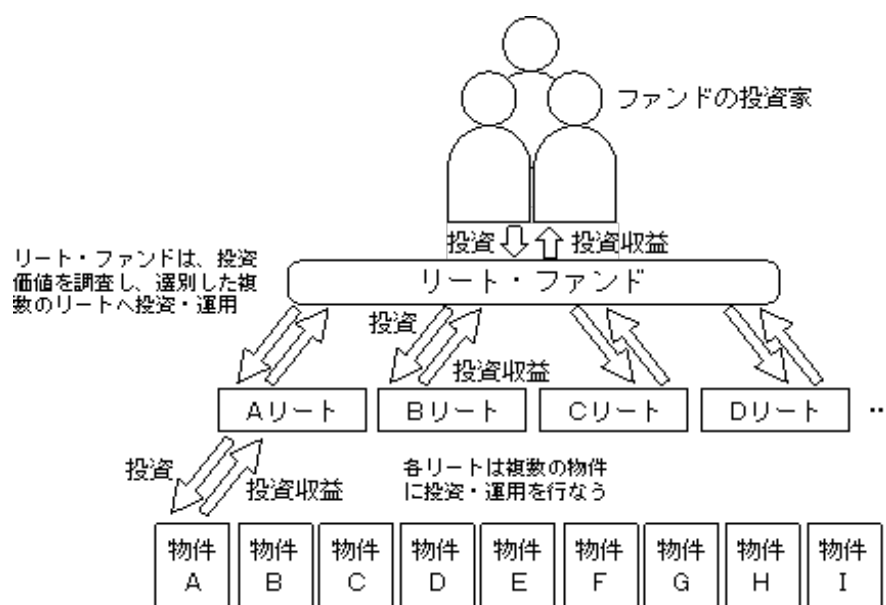 ファンドの投資家
投資
投資収益
リート・ファンドは、投資
価値を調査し、選別した複
数のリートへ投資・運用
リート・ファンド
投資
投資収益
Aリート
Bリート
Cリート
Dリート
‥
投資
投資収益
各リートは複数の物件
に投資・運用を行なう
物件
A
物件
B
物件
C
物件
D
物件
E
物件
F
物件
G
物件
H
物件
I